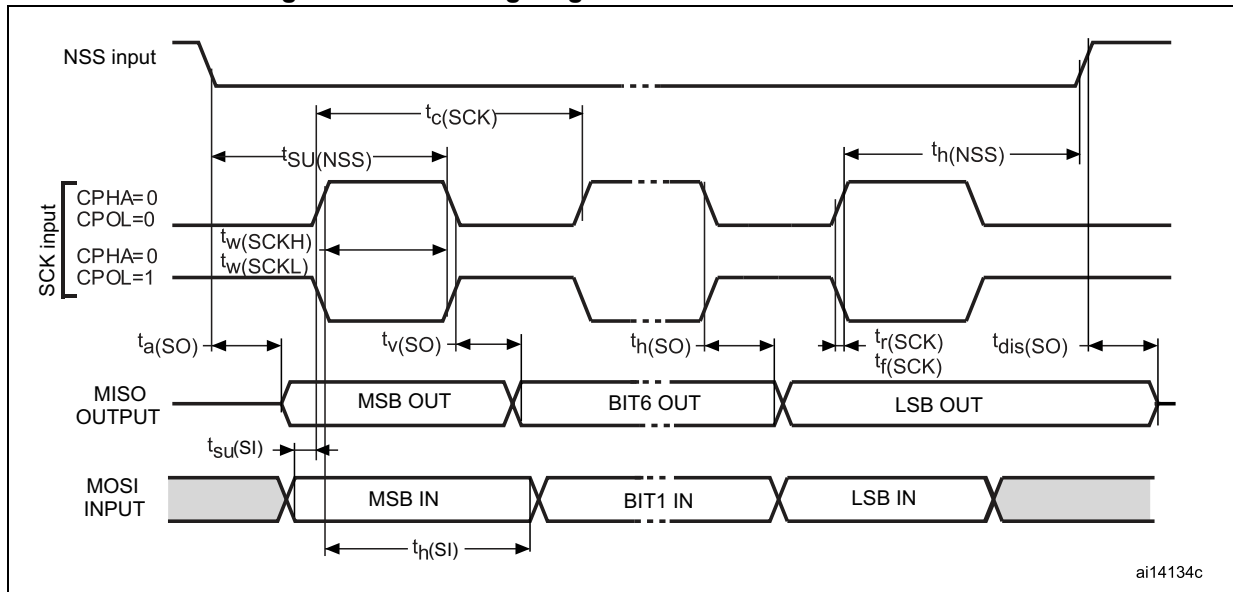 NSS input
tc(SCK)
tSU(NSS)
th(NSS)
SCK input
CPHA=0
CPOL=0
tw(SCKH)
CPHA=0
tw(SCKL)
CPOL=1
ta(SO)
tv(SO)
th(SO)
tr(SCK)
tf(SCK)
tdis(SO)
MISO
OUTPUT
MSB OUT
BIT6 OUT
LSB OUT
tsu(SI)
MOSI
INPUT
MSB IN
BIT1 IN
LSB IN
th(SI)
ai14134c